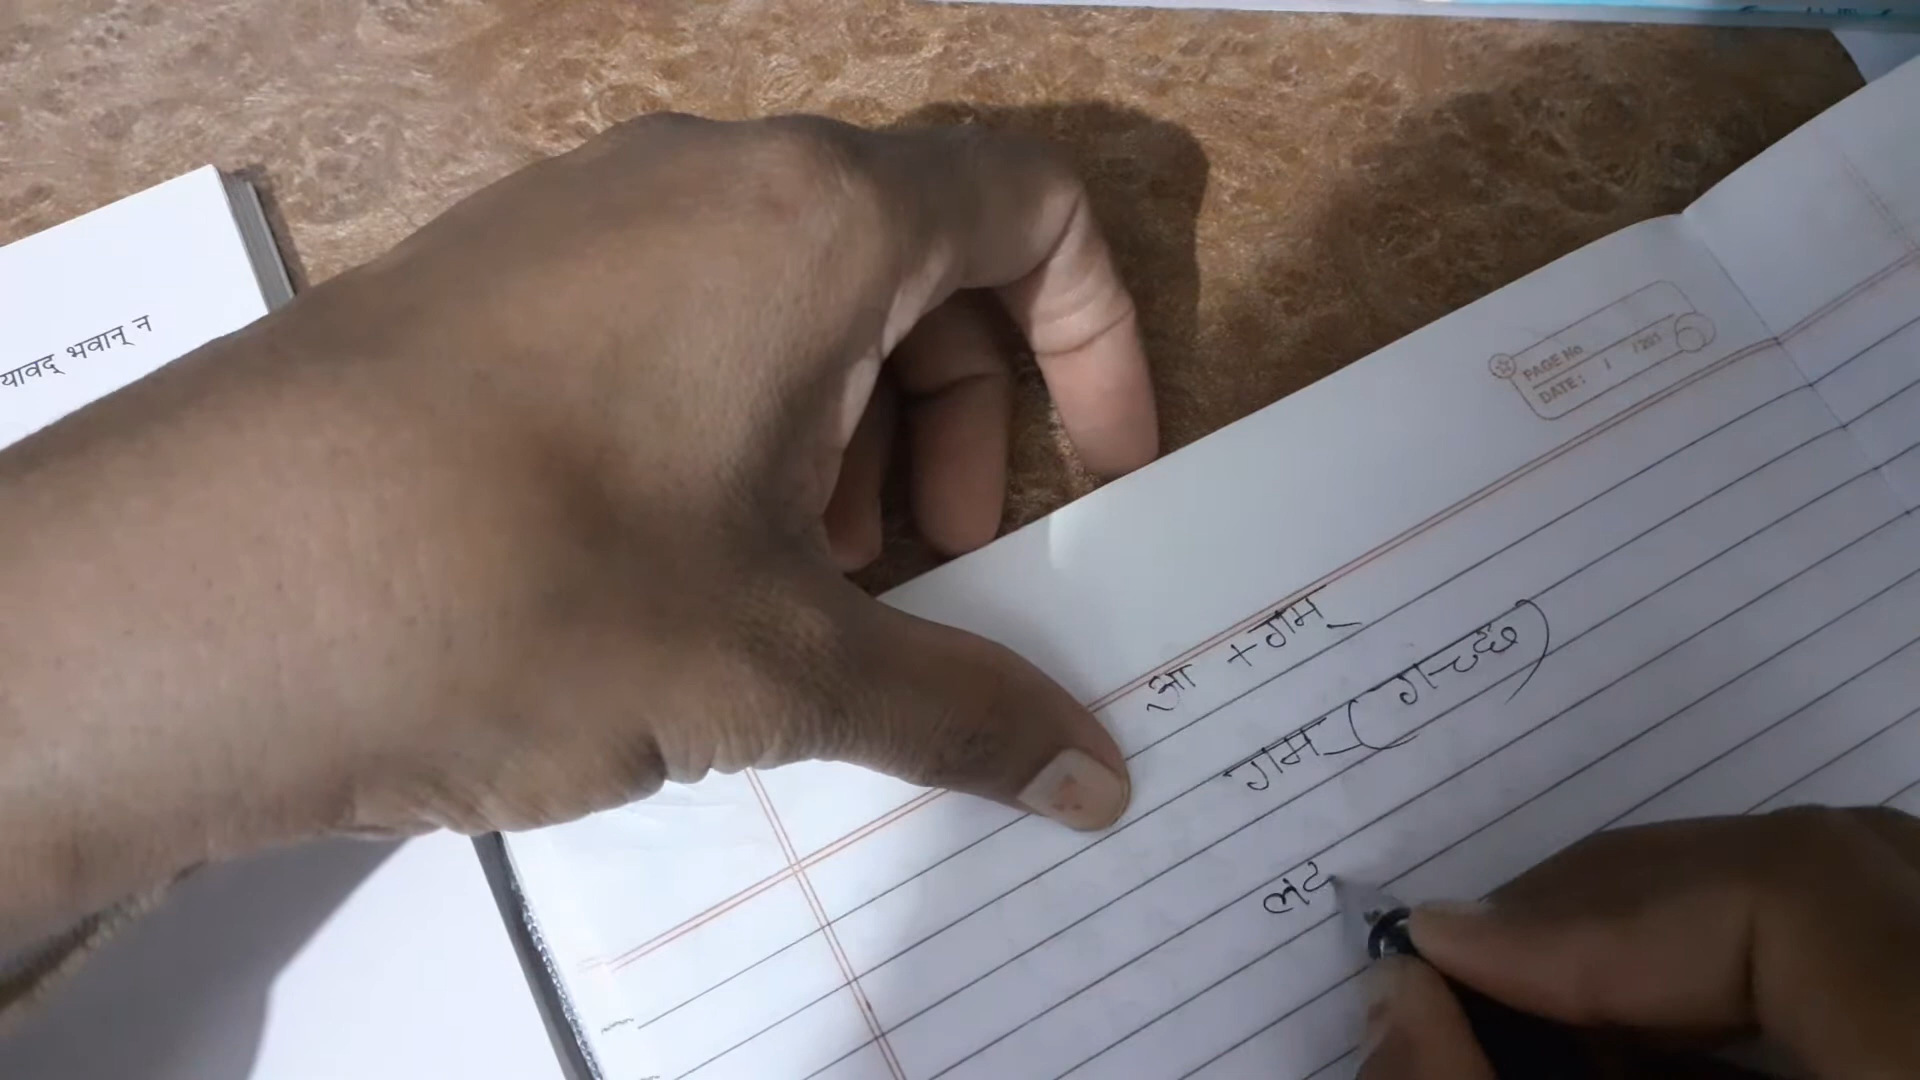 यावद् भवान् न
PAGE No
DATE: / /201
आ + गम्
गम (गच्छ)
लट